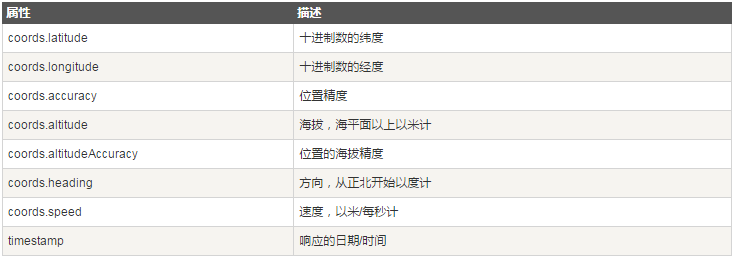 属性 描述
coords.latitude 十进制数的纬度
coords.longitude 十进制数的经度
coords.accuracy 位置精度
coords.altitude 海拔，海平面以上以米计
coords.altitudeAccuracy 位置的海拔精度
coords.heading 方向，从正北开始以度计
coords.speed 速度，以米/每秒计
timestamp 响应的日期/时间